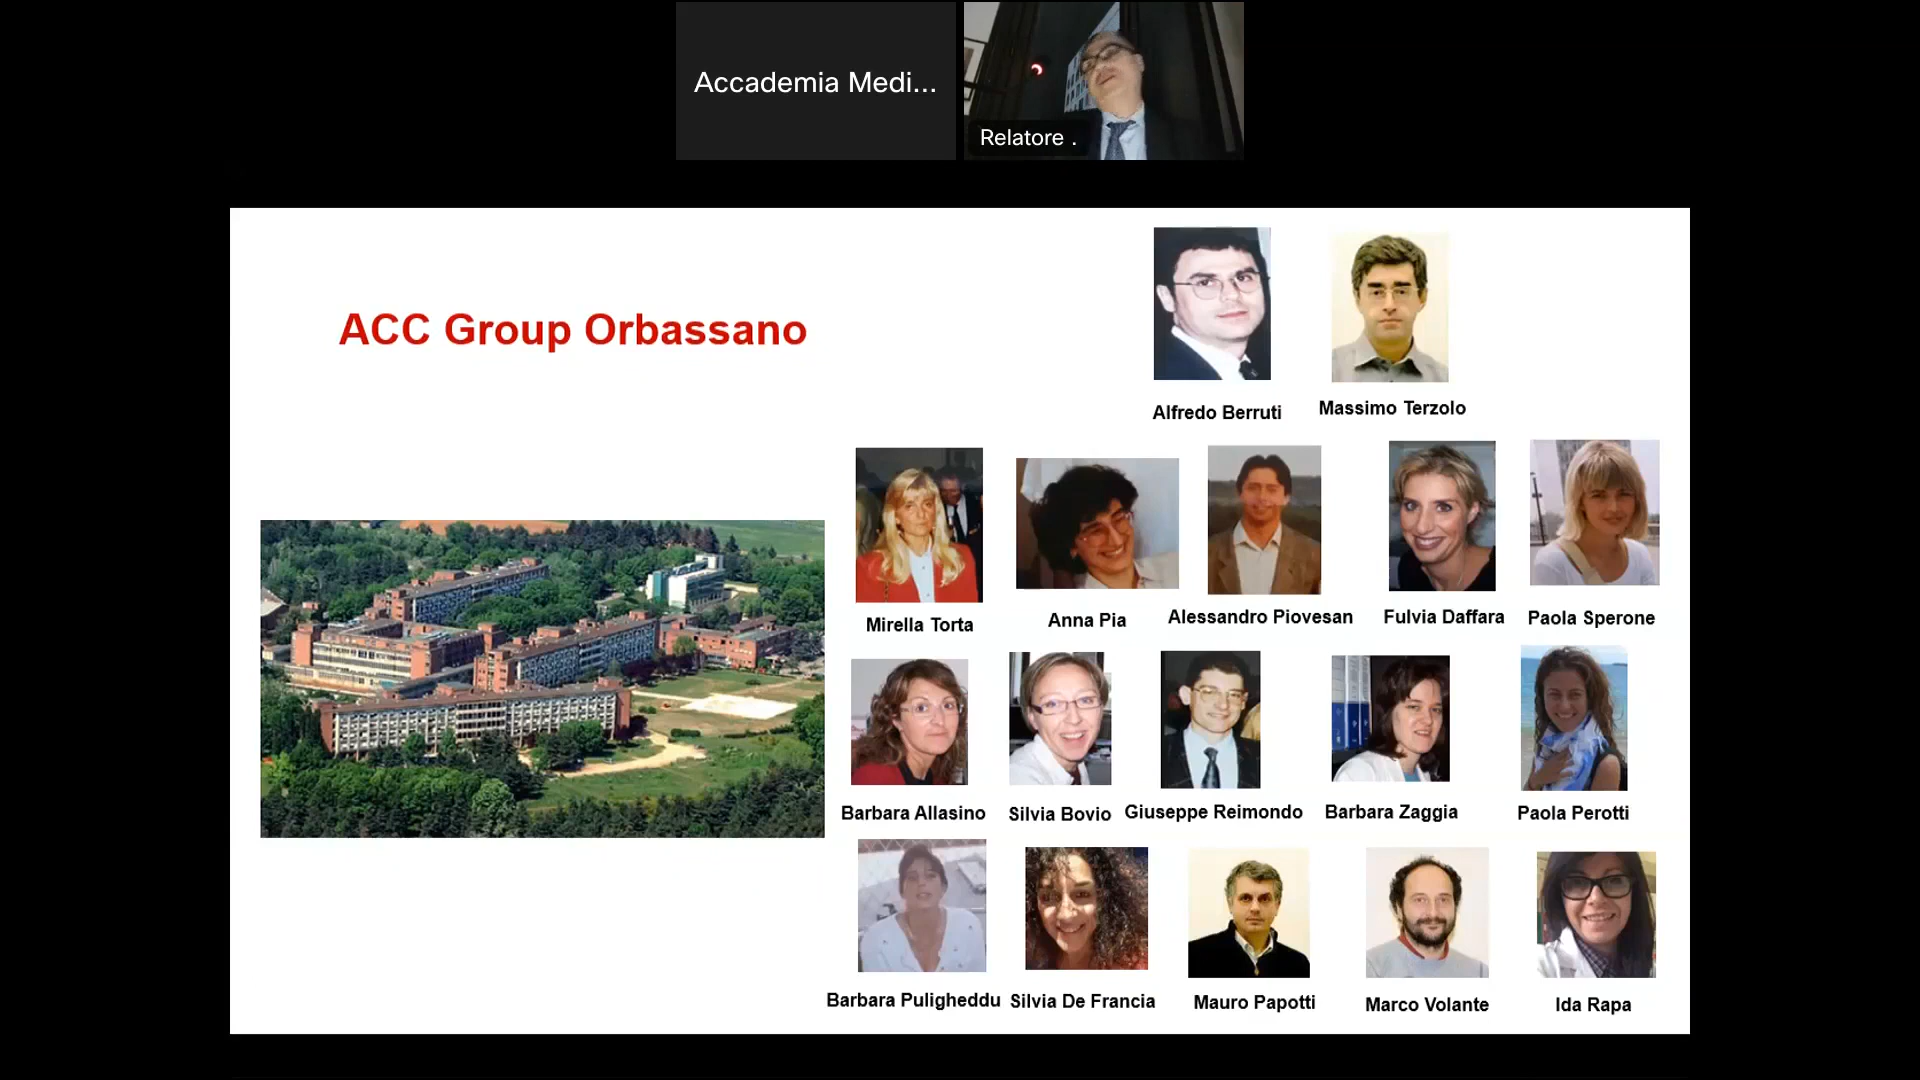 Accademia Medi...
Relatore .
ACC Group Orbassano
Alfredo Berruti
Massimo Terzolo
Mirella Torta
Anna Pia
Alessandro Piovesan
Fulvia Daffara
Paola Sperone
Barbara Allasino
Silvia Bovio
Giuseppe Reimondo
Barbara Zaggia
Paola Perotti
Barbara Puligheddu
Silvia De Francia
Mauro Papotti
Marco Volante
Ida Rapa